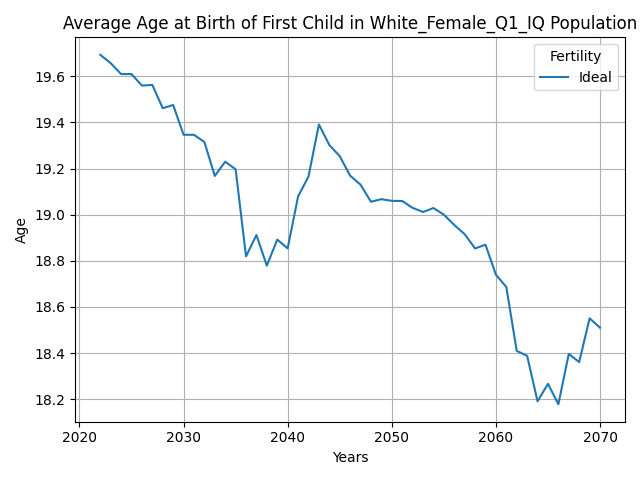 Average Age at Birth of First Child in White_Female_Q1_IQ Population
Fertility
Ideal
19.6
19.4
19.2
19.0
18.8
18.6
18.4
18.2
Age
2020
2030
2040
2050
2060
2070
Years